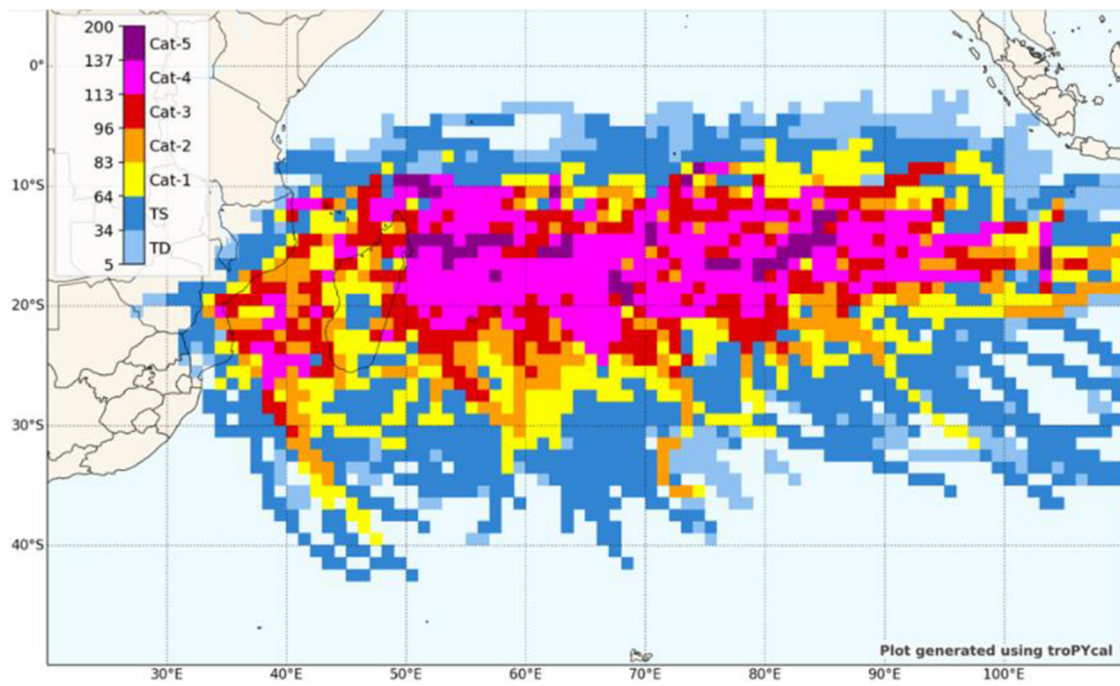 200
Cat-5
137
Cat-4
113
Cat-3
96
Cat-2
83
Cat-1
64
TS
34
TD
5
0°
10°S
20°S
30°S
40°S
Plot generated using troPYcal
30°E 40°E 50°E 60°E 70°E 80°E 90°E 100°E